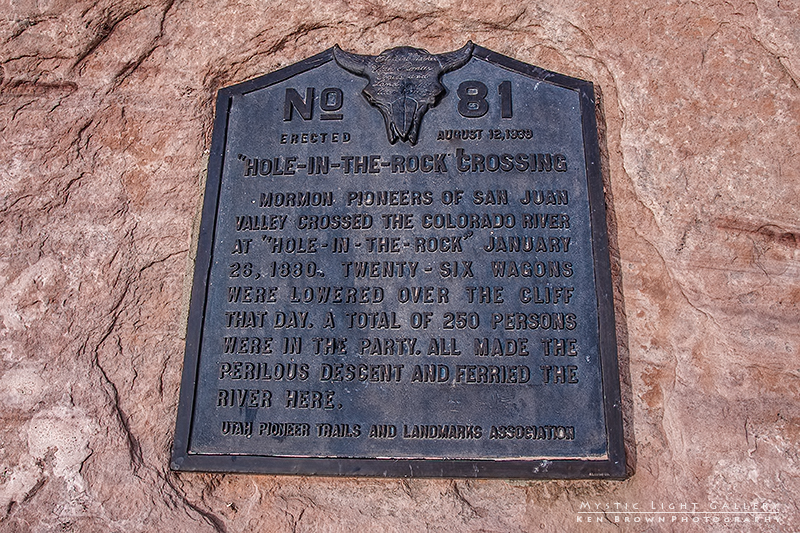 No 81
ERECTED AUGUST 12, 1939
"HOLE-IN-THE-ROCK" CROSSING
MORMON PIONEERS OF SAN JUAN
VALLEY CROSSED THE COLORADO RIVER
AT "HOLE-IN-THE-ROCK" JANUARY
26, 1880. TWENTY-SIX WAGONS
WERE LOWERED OVER THE CLIFF
THAT DAY. A TOTAL OF 250 PERSONS
WERE IN THE PARTY. ALL MADE THE
PERILOUS DESCENT AND FERRIED THE
RIVER HERE.
UTAH PIONEER TRAILS AND LANDMARKS ASSOCIATION
MYSTIC LIGHT GALLERY
KEN BROWN PHOTOGRAPHY